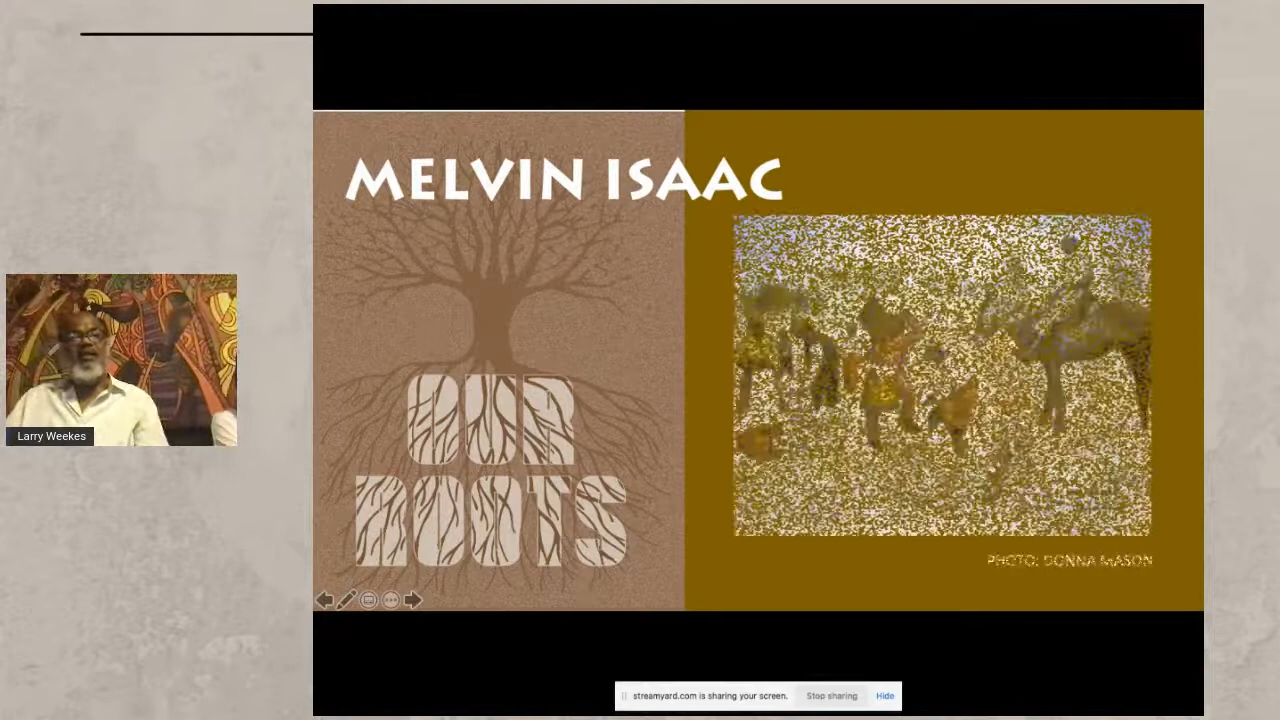 MELVIN ISAAC
OUR
ROOTS
PHOTO: DONNA MASON
Larry Weekes
streamyard.com is sharing your screen.
Stop sharing
Hide